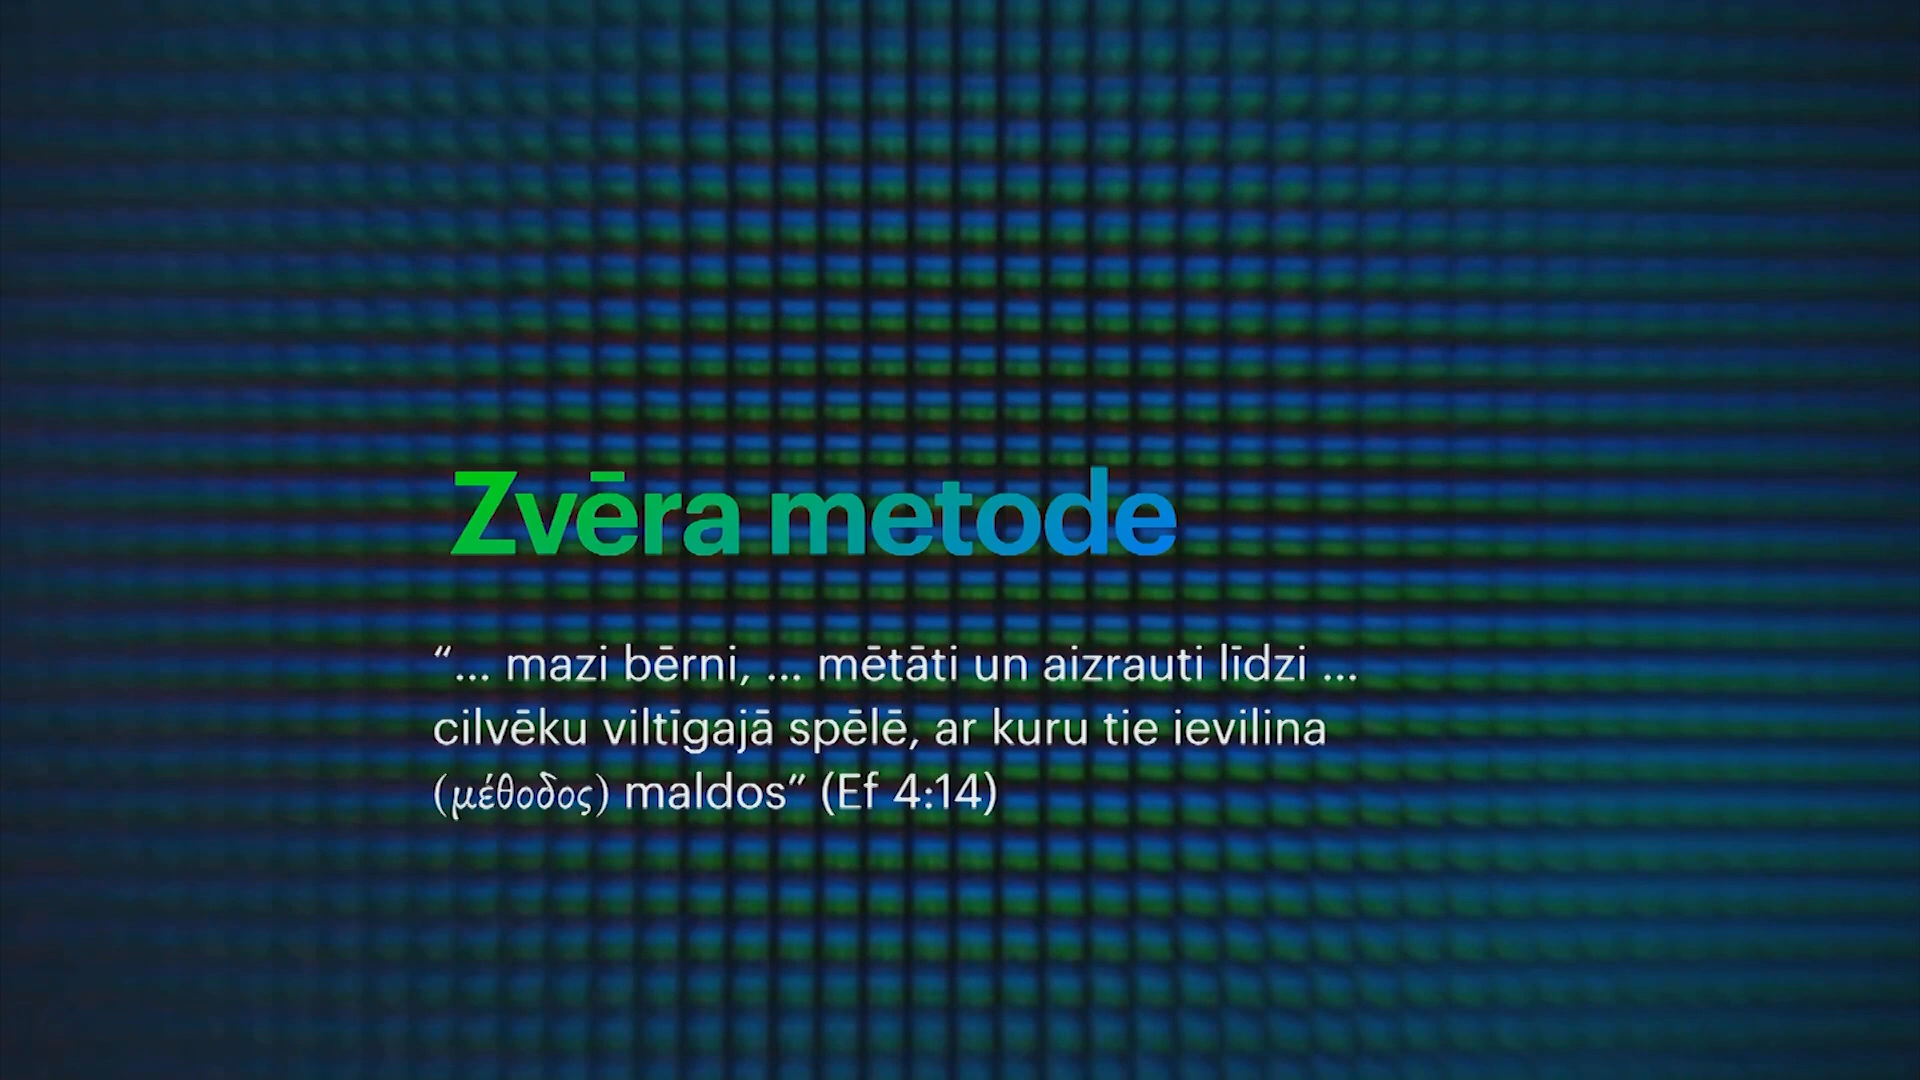 Zvēra metode
“... mazi bērni, ... mētāti un aizrauti līdzi ...
cilvēku viltīgajā spēlē, ar kuru tie ievilina
(μέθοδος) maldos” (Ef 4:14)